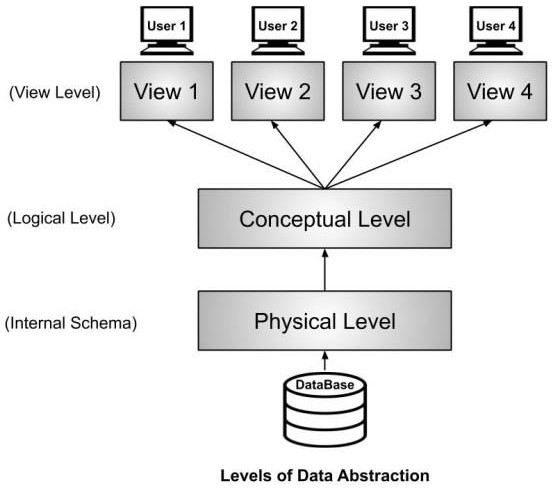 User 1
User 2
User 3
User 4
(View Level)
View 1
View 2
View 3
View 4
(Logical Level)
Conceptual Level
(Internal Schema)
Physical Level
DataBase
Levels of Data Abstraction